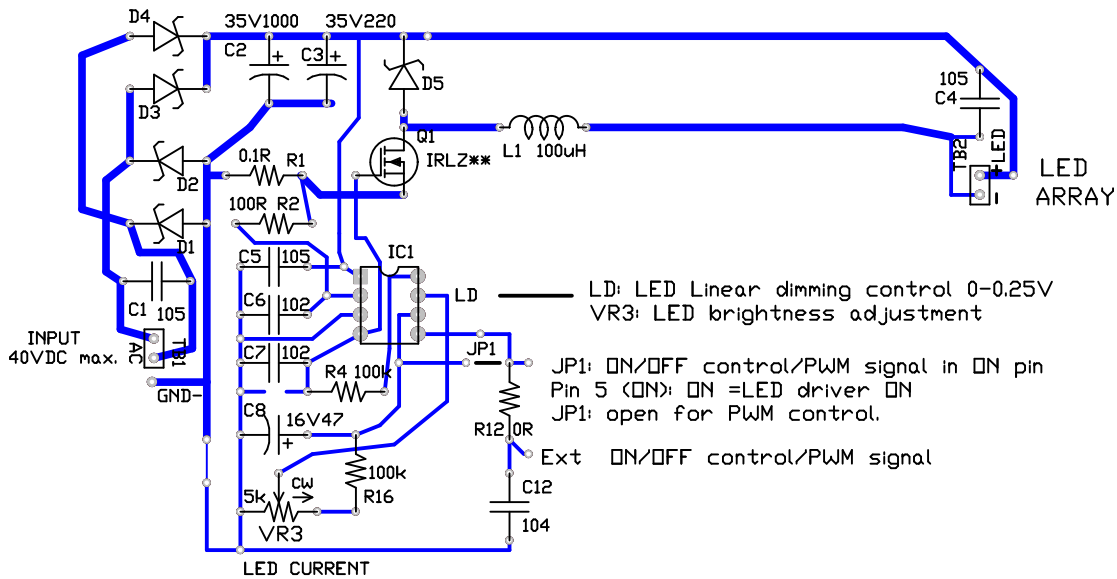 D4
35V1000
35V220
C2
+
C3
+
D5
D3
105
C4
Q1
IRLZ**
L1 100uH
TB2
+LED
-
LED
ARRAY
D2
0.1R R1
100R R2
D1
C5 105
IC1
C1
105
C6 102
LD
LD: LED Linear dimming control 0-0.25V
VR3: LED brightness adjustment
INPUT
40VDC max.
TB1
AC
C7 102
JP1
JP1: ON/OFF control/PWM signal in ON pin
GND-
R4 100k
Pin 5 (ON): ON =LED driver ON
JP1: open for PWM control.
C8
16V47
+
R12 0R
Ext ON/OFF control/PWM signal
100k
CW
5k
R16
C12
VR3
104
LED CURRENT